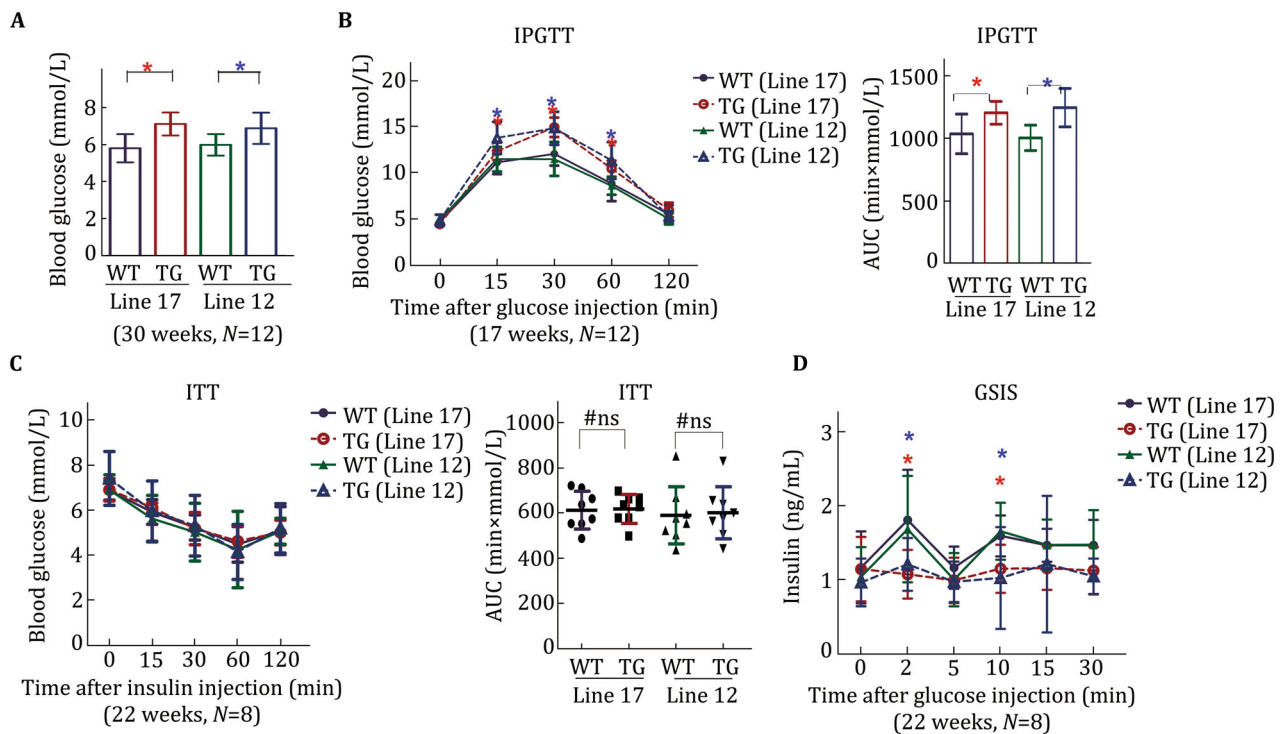 A
Blood glucose (mmol/L)
8
6
4
2
0
*
*
WT TG WT TG
Line 17 Line 12
(30 weeks, N=12)
B
IPGTT
Blood glucose (mmol/L)
20
15
10
5
0
* * *
* * *
0 15 30 60 120
Time after glucose injection (min)
(17 weeks, N=12)
WT (Line 17)
TG (Line 17)
WT (Line 12)
TG (Line 12)
IPGTT
AUC (min×mmol/L)
1500
1000
500
0
*
*
WT TG WT TG
Line 17 Line 12
C
ITT
Blood glucose (mmol/L)
10
8
6
4
2
0
0 15 30 60 120
Time after insulin injection (min)
(22 weeks, N=8)
WT (Line 17)
TG (Line 17)
WT (Line 12)
TG (Line 12)
ITT
AUC (min×mmol/L)
1000
800
600
400
200
0
#ns #ns
WT TG WT TG
Line 17 Line 12
D
GSIS
Insulin (ng/mL)
3
2
1
0
* *
* *
0 2 5 10 15 30
Time after glucose injection (min)
(22 weeks, N=8)
WT (Line 17)
TG (Line 17)
WT (Line 12)
TG (Line 12)